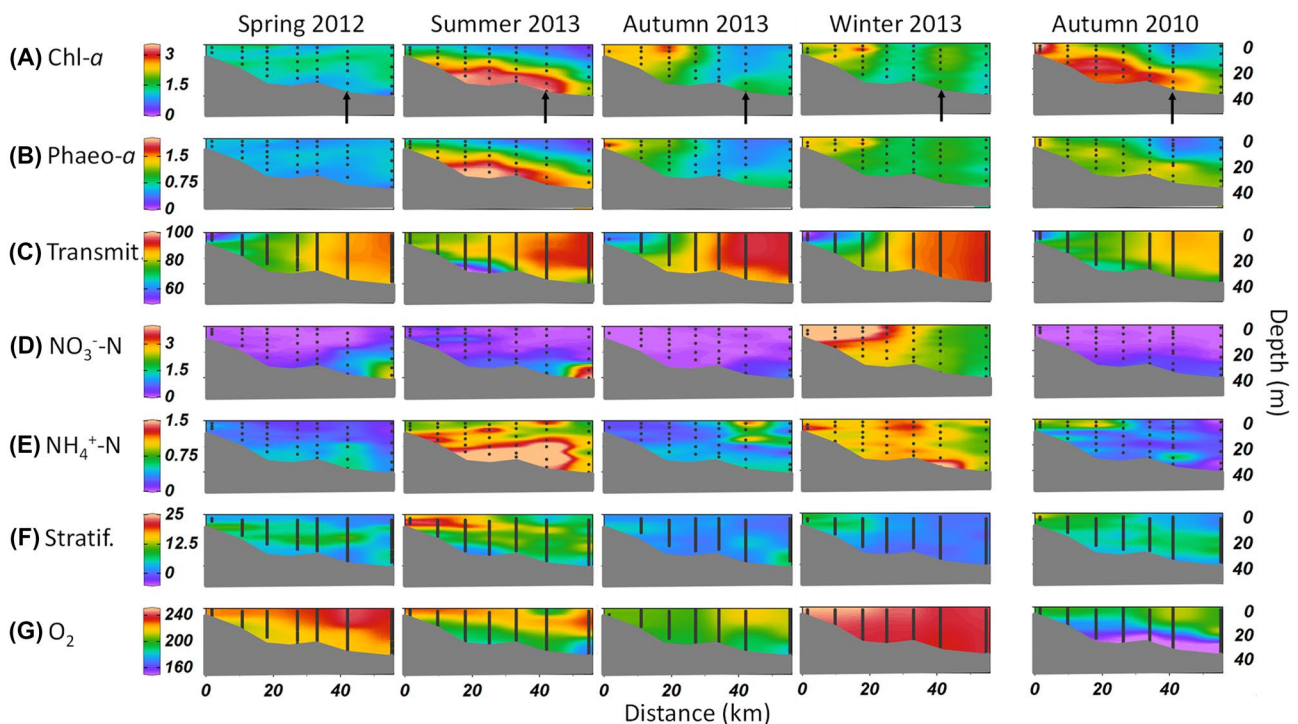 Spring 2012 Summer 2013 Autumn 2013 Winter 2013 Autumn 2010
(A) Chl-a 3 1.5 0 0 20 40
(B) Phaeo-a 1.5 0.75 0 0 20 40
(C) Transmit. 100 80 60 0 20 40
(D) NO3--N 3 1.5 0 0 20 40
(E) NH4+-N 1.5 0.75 0 0 20 40
(F) Stratif. 25 12.5 0 0 20 40
(G) O2 240 200 160 0 20 40
Depth (m)
0 20 40 0 20 40 0 20 40 0 20 40 0 20 40
Distance (km)